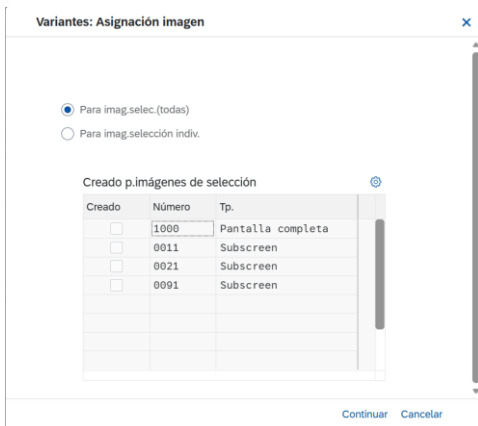 Variantes: Asignación imagen
Para imag.selec.(todas)
Para imag.selección indiv.
Creado p.imágenes de selección
Creado Número Tp.
1000 Pantalla completa
0011 Subscreen
0021 Subscreen
0091 Subscreen
Continuar Cancelar